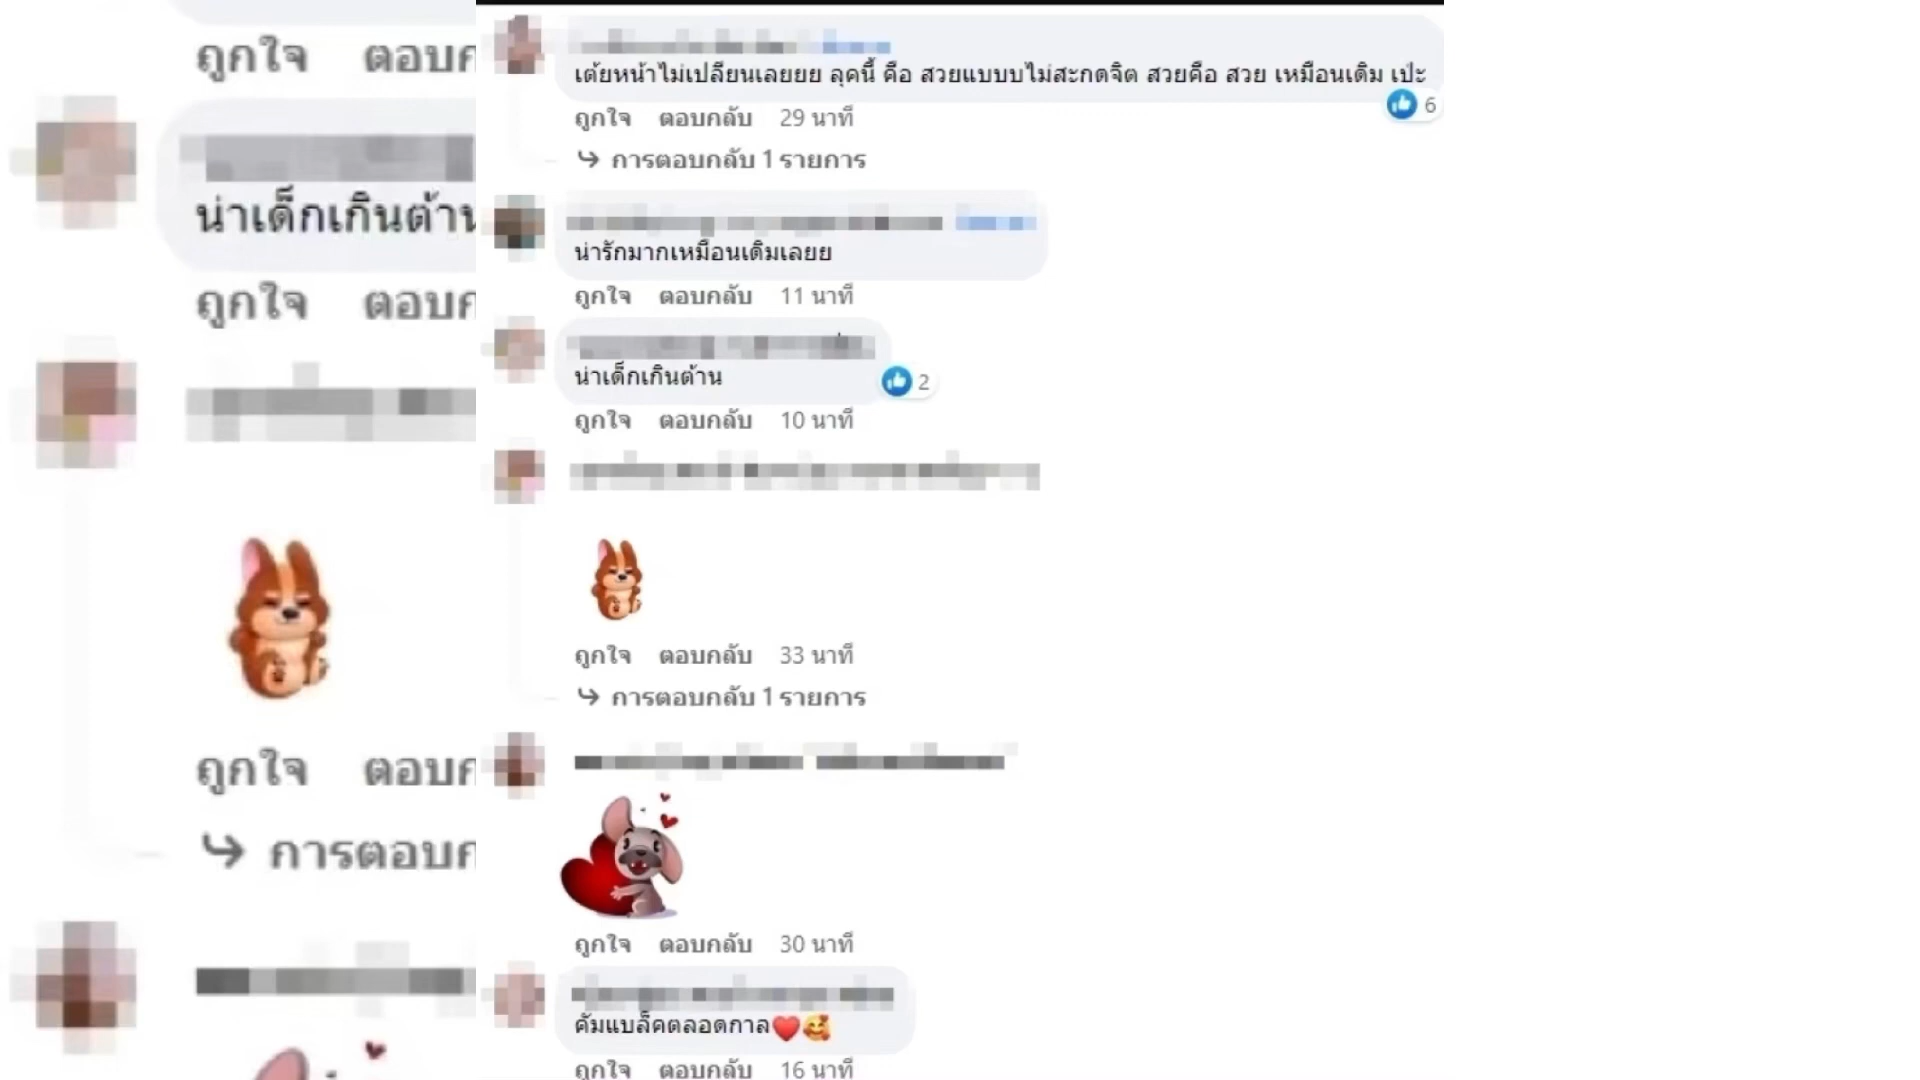 ถูกใจ ตอบก
น่าเด็กเกินต้าน
ถูกใจ ตอบก
ถูกใจ ตอบก
การตอบก
เต้ยหน้าไม่เปลี่ยนเลยยย ลุคนี้ คือ สวยแบบบไม่สะกดจิต สวยคือ สวย เหมือนเดิม เป่ะ
6
ถูกใจ ตอบกลับ 29 นาที
การตอบกลับ 1 รายการ
น่ารักมากเหมือนเดิมเลยย
ถูกใจ ตอบกลับ 11 นาที
น่าเด็กเกินต้าน
2
ถูกใจ ตอบกลับ 10 นาที
ถูกใจ ตอบกลับ 33 นาที
การตอบกลับ 1 รายการ
ถูกใจ ตอบกลับ 30 นาที
คัมแบล็คตลอดกาล❤️🥰
ถูกใจ ตอบกลับ 16 นาที